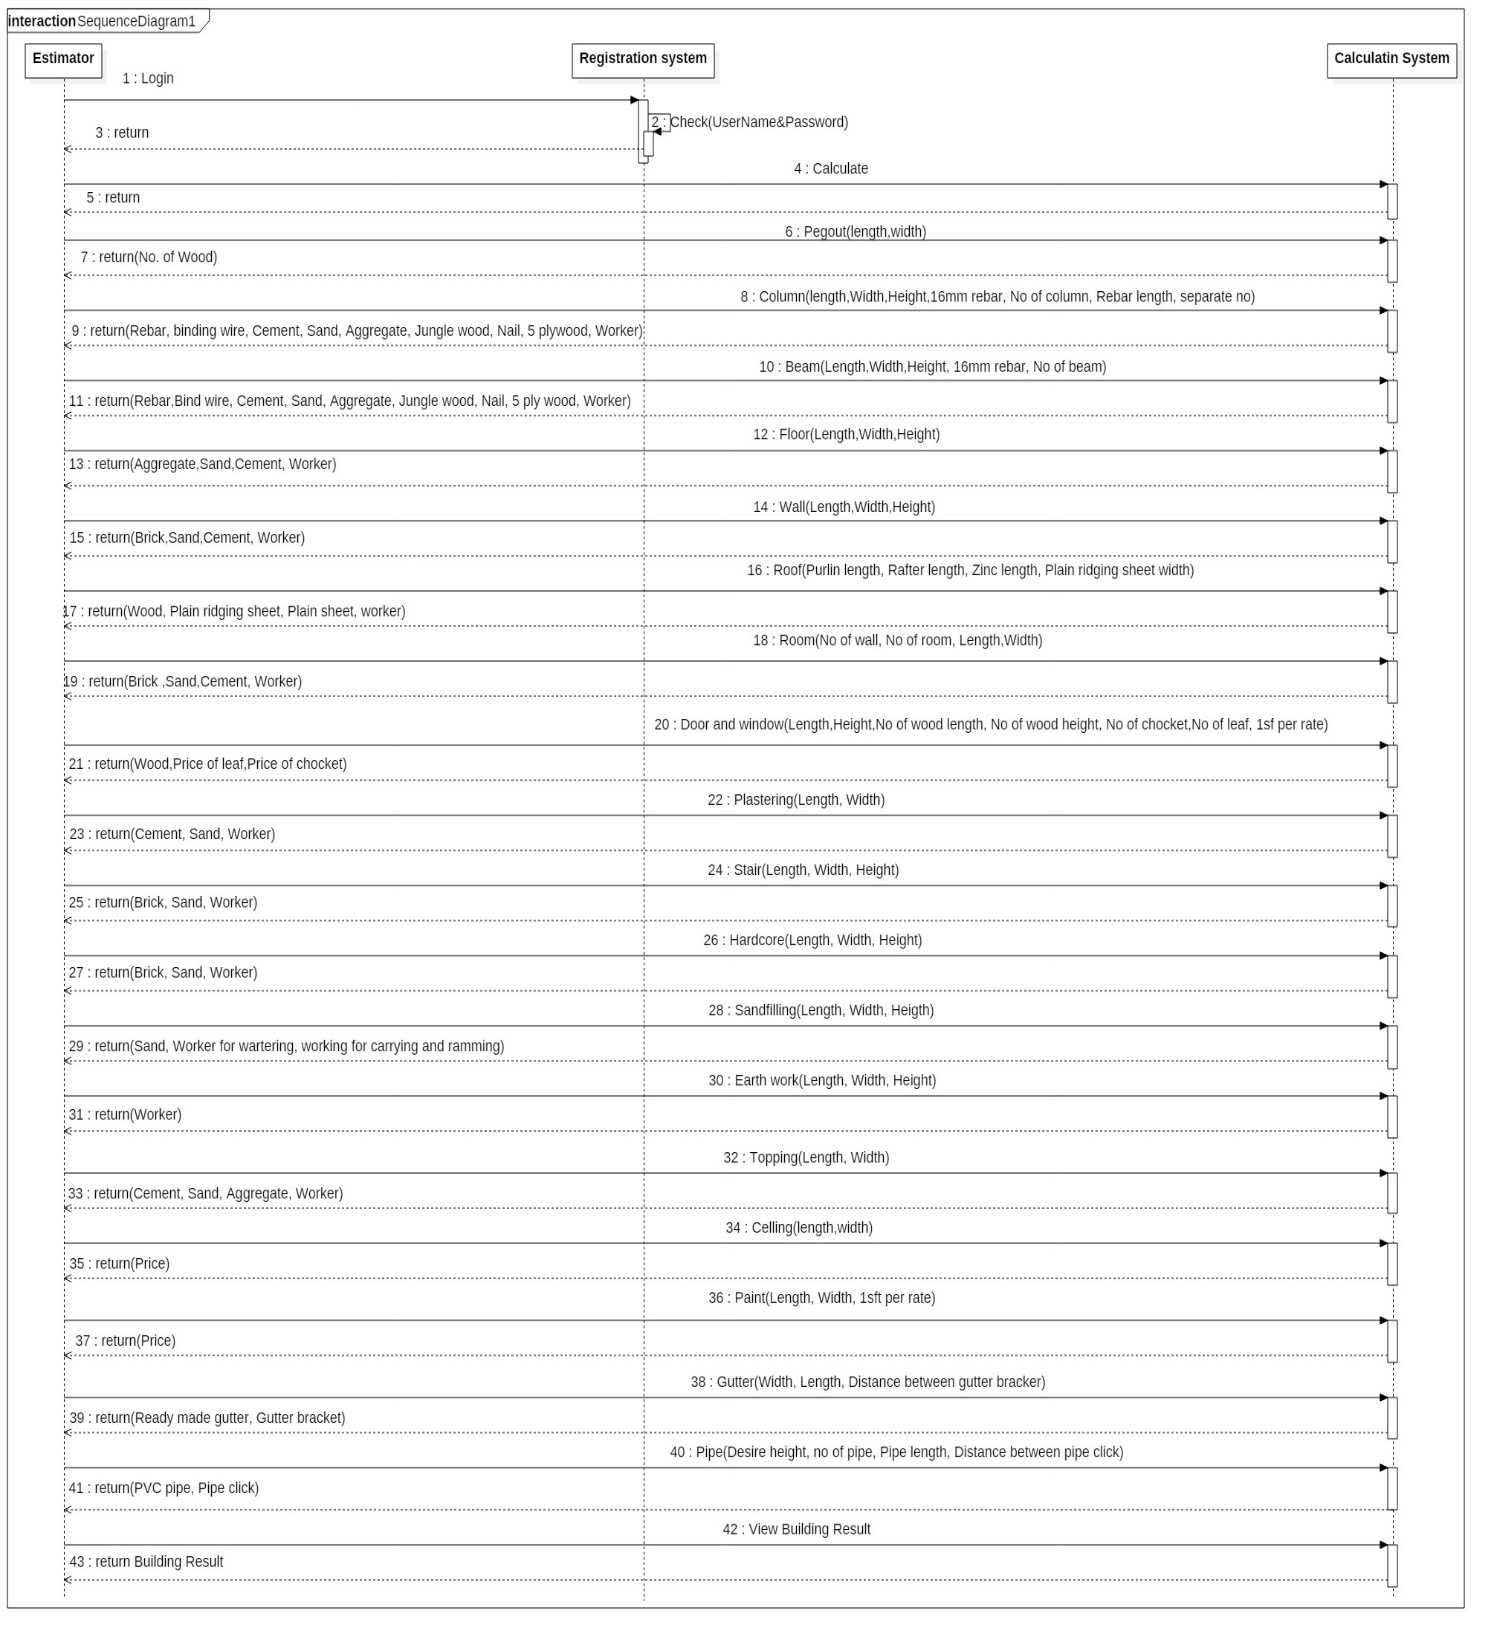 interaction SequenceDiagram1
Estimator
Registration system
Calculatin System
1 : Login
2 : Check(UserName&Password)
3 : return
4 : Calculate
5 : return
6 : Pegout(length,width)
7 : return(No. of Wood)
8 : Column(length,Width,Height,16mm rebar, No of column, Rebar length, separate no)
9 : return(Rebar, binding wire, Cement, Sand, Aggregate, Jungle wood, Nail, 5 plywood, Worker)
10 : Beam(Length,Width,Height, 16mm rebar, No of beam)
11 : return(Rebar,Bind wire, Cement, Sand, Aggregate, Jungle wood, Nail, 5 ply wood, Worker)
12 : Floor(Length,Width,Height)
13 : return(Aggregate,Sand,Cement, Worker)
14 : Wall(Length,Width,Height)
15 : return(Brick,Sand,Cement, Worker)
16 : Roof(Purlin length, Rafter length, Zinc length, Plain ridging sheet width)
17 : return(Wood, Plain ridging sheet, Plain sheet, worker)
18 : Room(No of wall, No of room, Length,Width)
19 : return(Brick ,Sand,Cement, Worker)
20 : Door and window(Length,Height,No of wood length, No of wood height, No of chocket,No of leaf, 1sf per rate)
21 : return(Wood,Price of leaf,Price of chocket)
22 : Plastering(Length, Width)
23 : return(Cement, Sand, Worker)
24 : Stair(Length, Width, Height)
25 : return(Brick, Sand, Worker)
26 : Hardcore(Length, Width, Height)
27 : return(Brick, Sand, Worker)
28 : Sandfilling(Length, Width, Heigth)
29 : return(Sand, Worker for wartering, working for carrying and ramming)
30 : Earth work(Length, Width, Height)
31 : return(Worker)
32 : Topping(Length, Width)
33 : return(Cement, Sand, Aggregate, Worker)
34 : Celling(length,width)
35 : return(Price)
36 : Paint(Length, Width, 1sft per rate)
37 : return(Price)
38 : Gutter(Width, Length, Distance between gutter bracker)
39 : return(Ready made gutter, Gutter bracket)
40 : Pipe(Desire height, no of pipe, Pipe length, Distance between pipe click)
41 : return(PVC pipe, Pipe click)
42 : View Building Result
43 : return Building Result